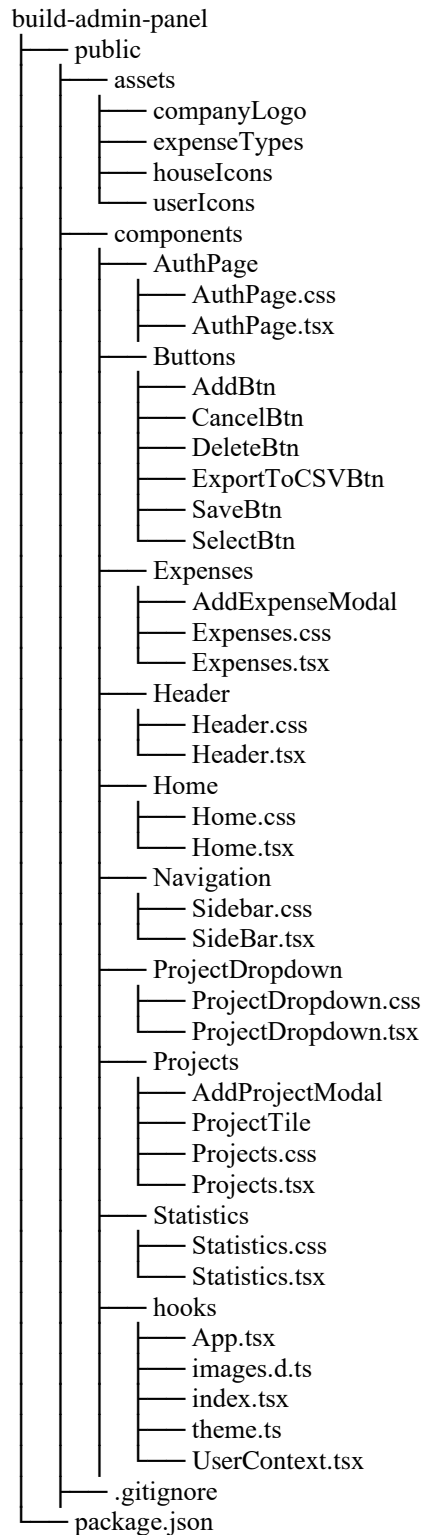 build-admin-panel
public
assets
companyLogo
expenseTypes
houseIcons
userIcons
components
AuthPage
AuthPage.css
AuthPage.tsx
Buttons
AddBtn
CancelBtn
DeleteBtn
ExportToCSVBtn
SaveBtn
SelectBtn
Expenses
AddExpenseModal
Expenses.css
Expenses.tsx
Header
Header.css
Header.tsx
Home
Home.css
Home.tsx
Navigation
Sidebar.css
SideBar.tsx
ProjectDropdown
ProjectDropdown.css
ProjectDropdown.tsx
Projects
AddProjectModal
ProjectTile
Projects.css
Projects.tsx
Statistics
Statistics.css
Statistics.tsx
hooks
App.tsx
images.d.ts
index.tsx
theme.ts
UserContext.tsx
.gitignore
package.json